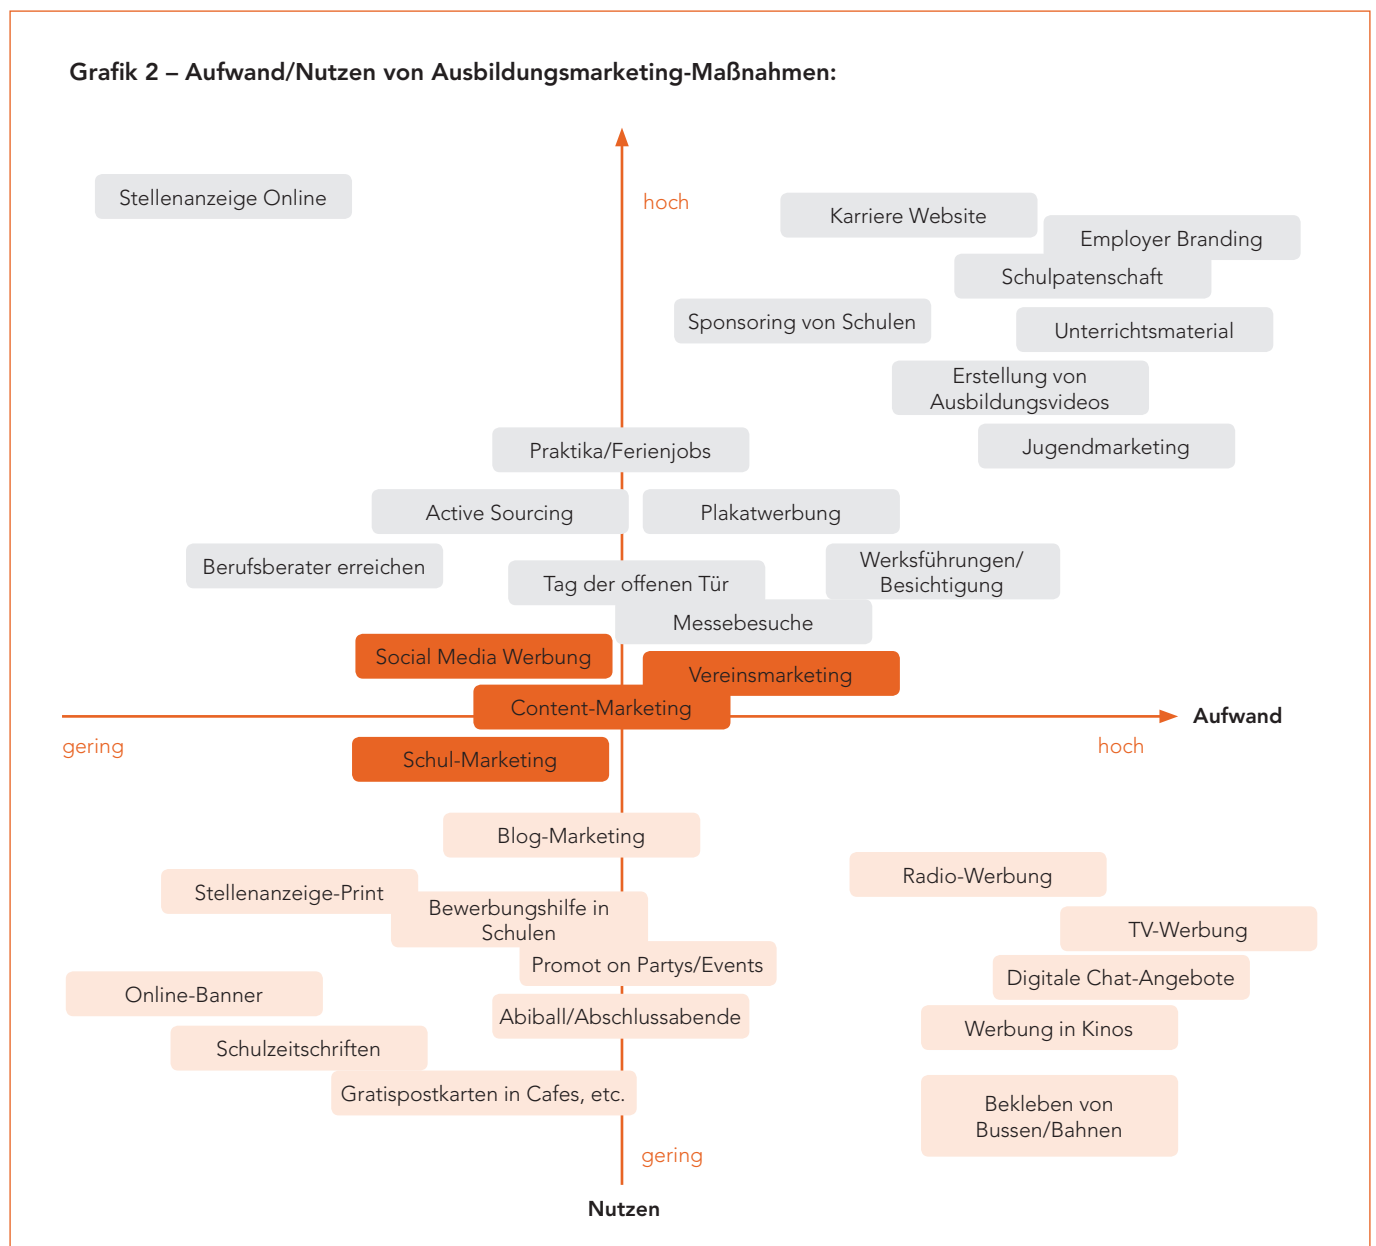 Grafik 2 – Aufwand/Nutzen von Ausbildungsmarketing-Maßnahmen:
Stellenanzeige Online
hoch
Karriere Website
Employer Branding
Schulpatenschaft
Sponsoring von Schulen
Unterrichtsmaterial
Erstellung von
Ausbildungsvideos
Jugendmarketing
Praktika/Ferienjobs
Active Sourcing
Plakatwerbung
Berufsberater erreichen
Tag der offenen Tür
Werksführungen/
Besichtigung
Messebesuche
Social Media Werbung
Vereinsmarketing
Content-Marketing
Aufwand
gering
hoch
Schul-Marketing
Blog-Marketing
Radio-Werbung
Stellenanzeige-Print
Bewerbungshilfe in
Schulen
TV-Werbung
Promot on Partys/Events
Digitale Chat-Angebote
Online-Banner
Abiball/Abschlussabende
Werbung in Kinos
Schulzeitschriften
Gratispostkarten in Cafes, etc.
Bekleben von
Bussen/Bahnen
gering
Nutzen